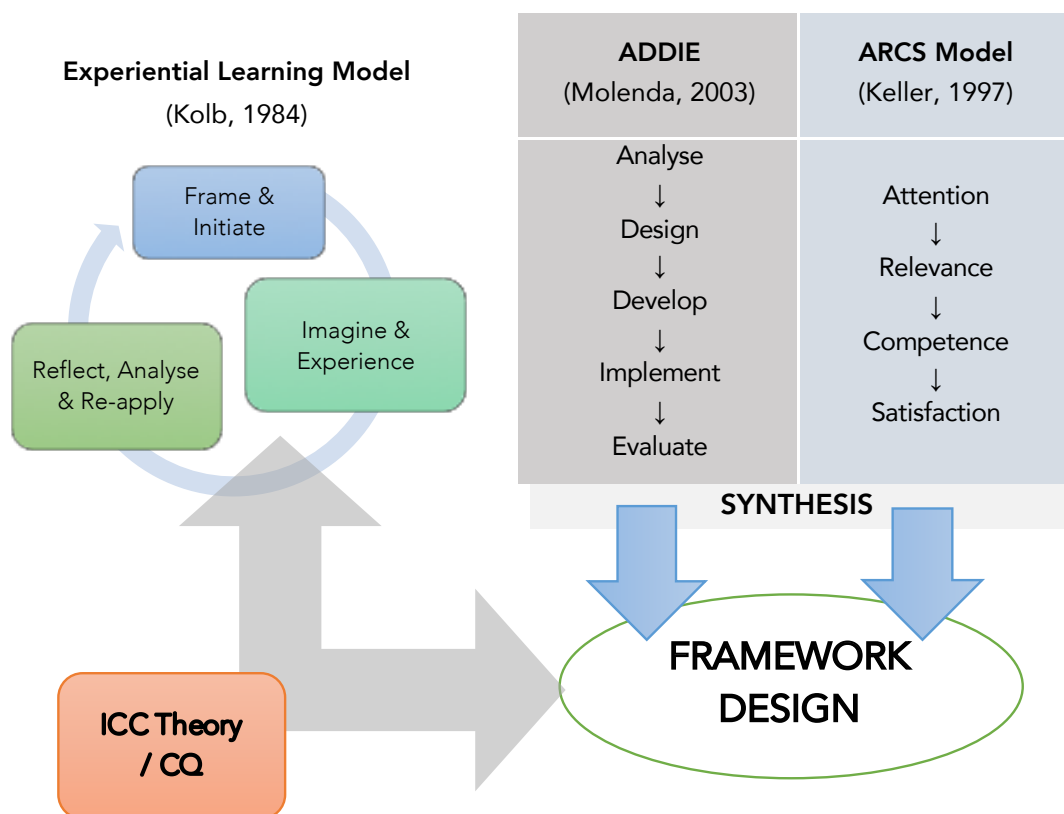 Experiential Learning Model
(Kolb, 1984)
Frame &
Initiate
Imagine &
Experience
Reflect, Analyse
& Re-apply
ADDIE
(Molenda, 2003)
Analyse
↓
Design
↓
Develop
↓
Implement
↓
Evaluate
ARCS Model
(Keller, 1997)
Attention
↓
Relevance
↓
Competence
↓
Satisfaction
SYNTHESIS
FRAMEWORK
DESIGN
ICC Theory
/ CQ